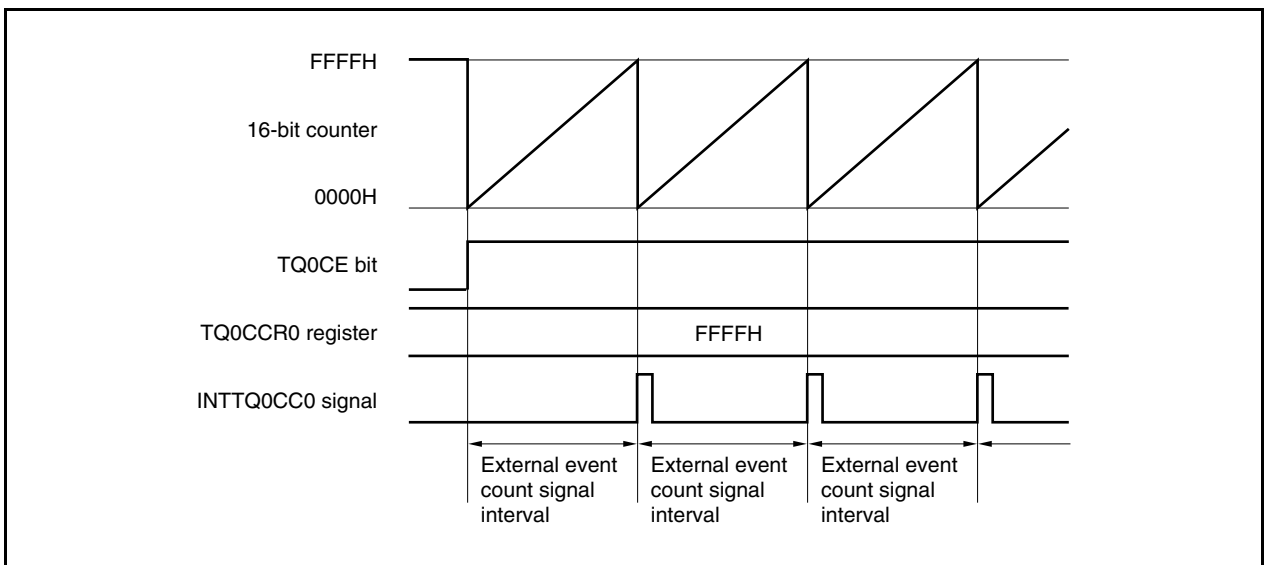 FFFFH
16-bit counter
0000H
TQ0CE bit
TQ0CCR0 register
FFFFH
INTTQ0CC0 signal
External event
count signal
interval
External event
count signal
interval
External event
count signal
interval